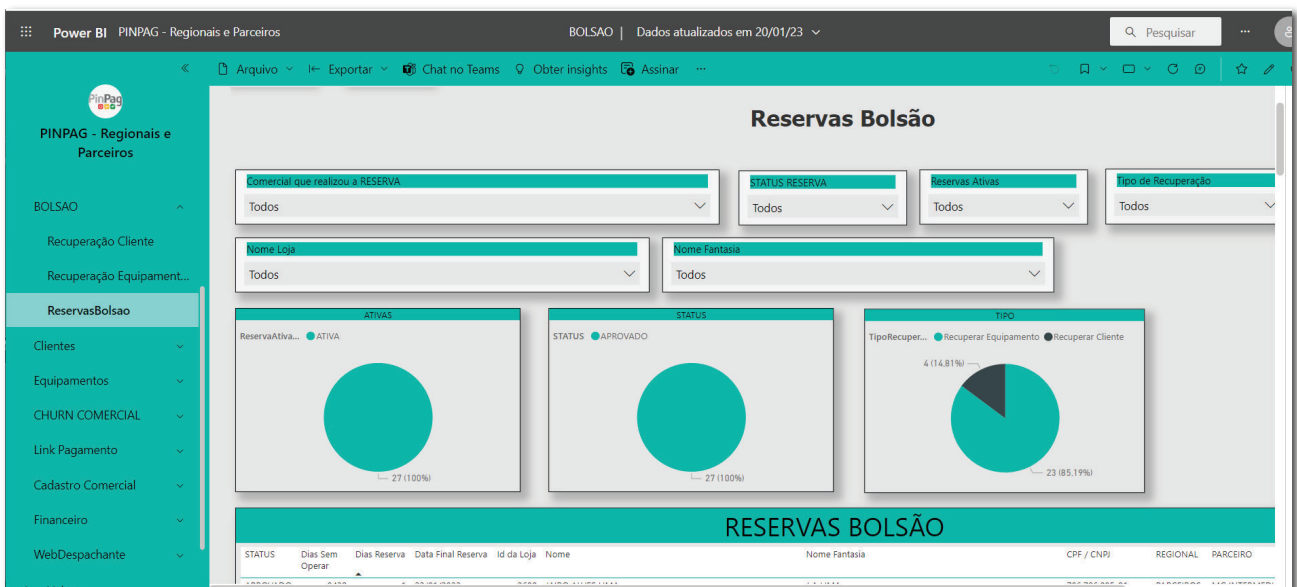 Power BI PINPAG - Regionais e Parceiros BOLSAO | Dados atualizados em 20/01/23 Pesquisar
Arquivo Exportar Chat no Teams Obter insights Assinar
PinPag
PINPAG - Regionais e
Parceiros
BOLSAO
Recuperação Cliente
Recuperação Equipament...
ReservasBolsao
Clientes
Equipamentos
CHURN COMERCIAL
Link Pagamento
Cadastro Comercial
Financeiro
WebDespachante
Reservas Bolsão
Comercial que realizou a RESERVA
Todos
STATUS RESERVA
Todos
Reservas Ativas
Todos
Tipo de Recuperação
Todos
Nome Loja
Todos
Nome Fantasia
Todos
ATIVAS
ReservaAtiva... ATIVA
27 (100%)
STATUS
STATUS APROVADO
27 (100%)
TIPO
TipoRecuper... Recuperar Equipamento Recuperar Cliente
4 (14,81%)
23 (85,19%)
RESERVAS BOLSÃO
STATUS Dias Sem Operar Dias Reserva Data Final Reserva Id da Loja Nome Nome Fantasia CPF / CNPJ REGIONAL PARCEIRO